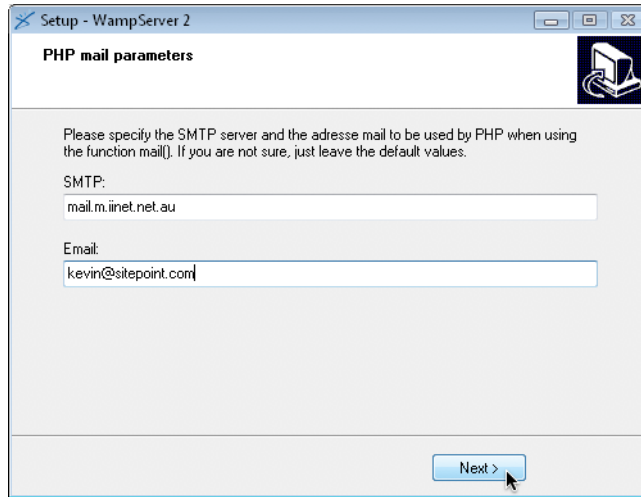 Setup - WampServer 2
PHP mail parameters
Please specify the SMTP server and the adresse mail to be used by PHP when using
the function mail(). If you are not sure, just leave the default values.
SMTP:
mail.m.iinet.net.au
Email:
kevin@sitepoint.com
Next >